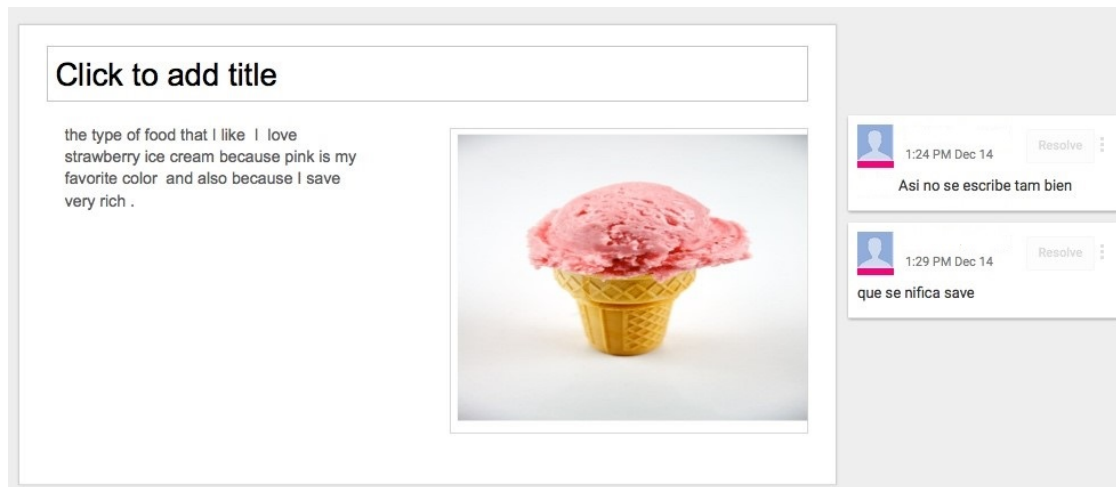 Click to add title
the type of food that I like I love
strawberry ice cream because pink is my
favorite color and also because I save
very rich .
1:24 PM Dec 14
Resolve
Asi no se escribe tam bien
1:29 PM Dec 14
Resolve
que se nifica save